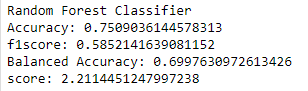 Random Forest Classifier
Accuracy: 0.7509036144578313
f1score: 0.5852141639081152
Balanced Accuracy: 0.6997630972613426
score: 2.2114451247997238